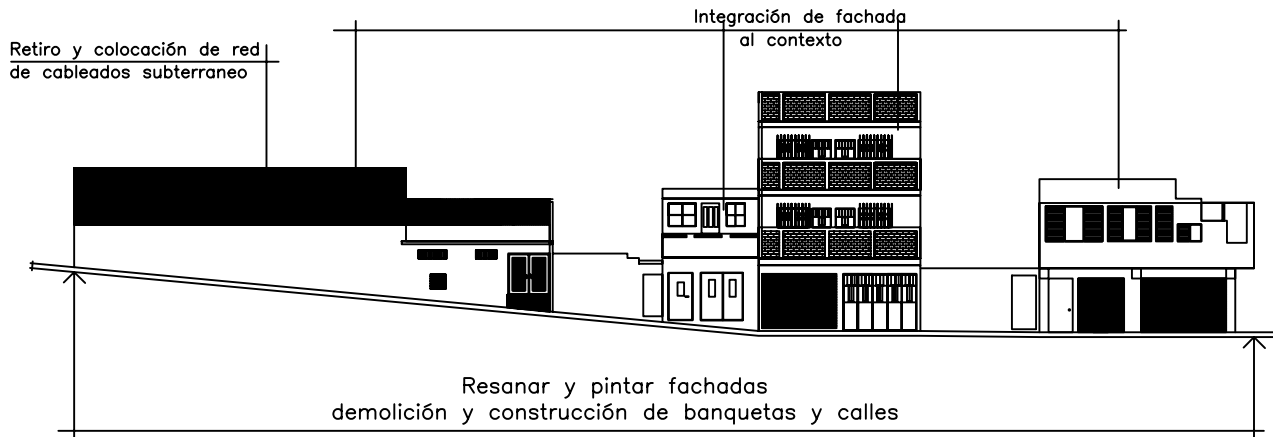 Integración de fachada
al contexto
Retiro y colocación de red
de cableados subterraneo
Resanar y pintar fachadas
demolición y construcción de banquetas y calles